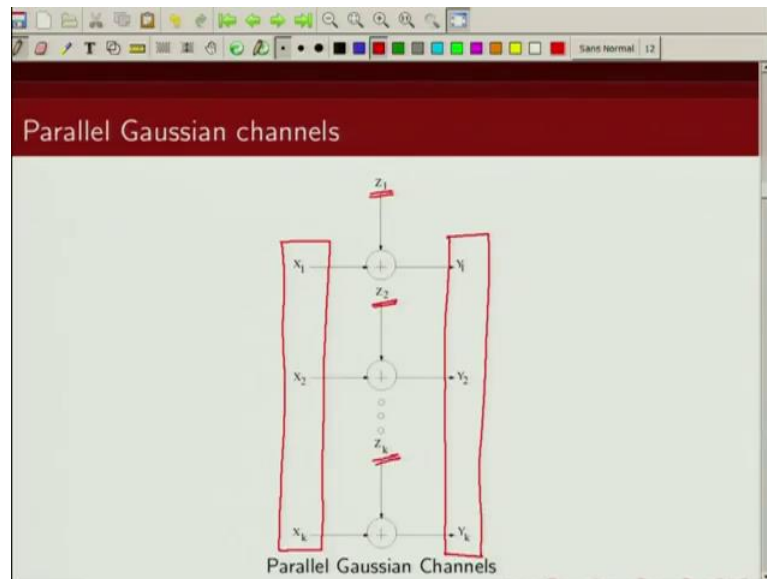 T Sans Normal 12
Parallel Gaussian channels
Z1
X1 Y1
Z2
X2 Y2
Zk
Xk Yk
Parallel Gaussian Channels